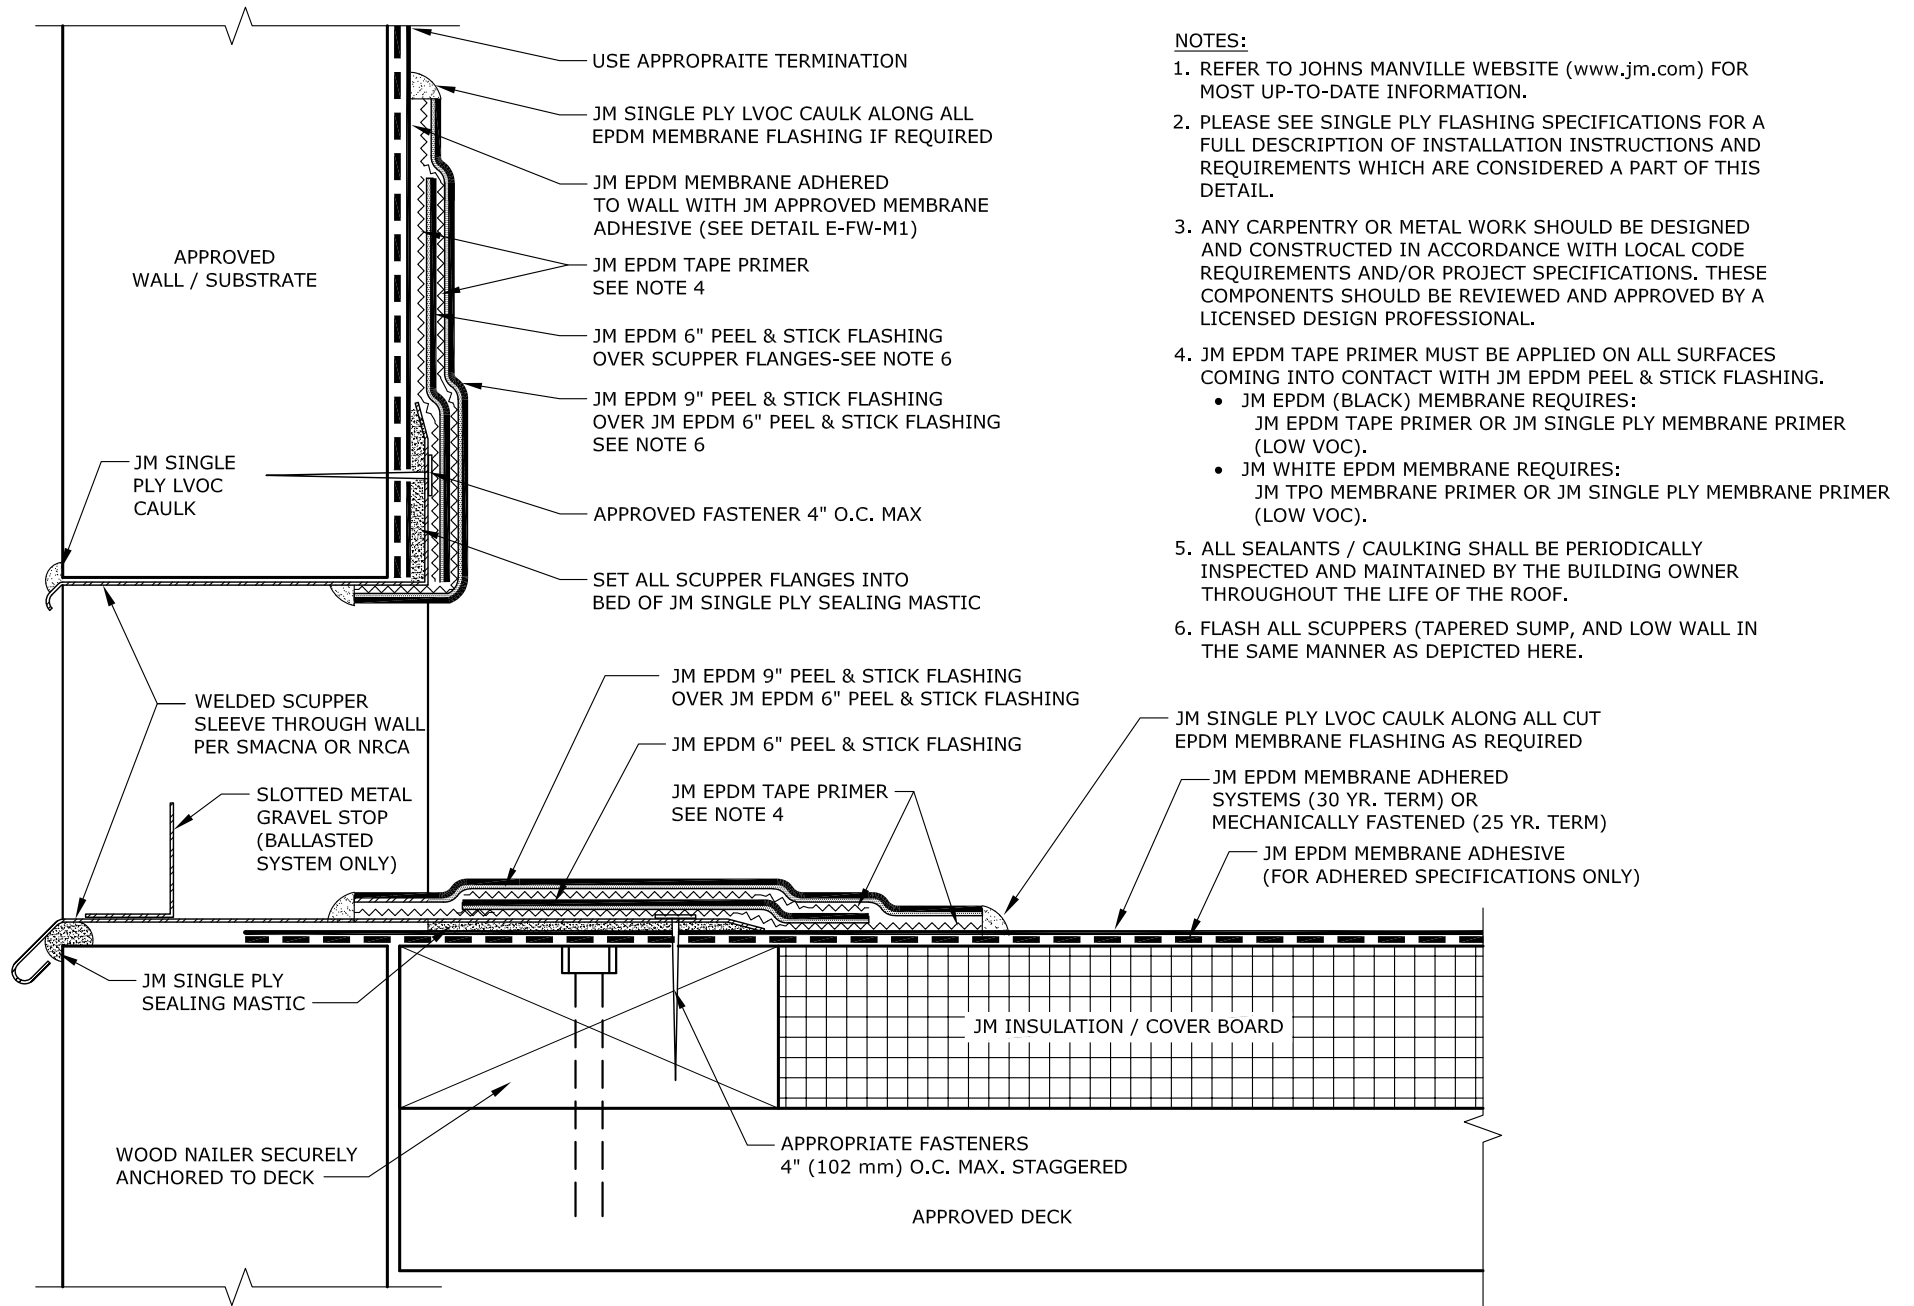 USE APPROPRAITE TERMINATION
JM SINGLE PLY LVOC CAULK ALONG ALL
EPDM MEMBRANE FLASHING IF REQUIRED
JM EPDM MEMBRANE ADHERED
TO WALL WITH JM APPROVED MEMBRANE
ADHESIVE (SEE DETAIL E-FW-M1)
APPROVED
WALL / SUBSTRATE
JM EPDM TAPE PRIMER
SEE NOTE 4
JM EPDM 6" PEEL & STICK FLASHING
OVER SCUPPER FLANGES-SEE NOTE 6
JM EPDM 9" PEEL & STICK FLASHING
OVER JM EPDM 6" PEEL & STICK FLASHING
SEE NOTE 6
JM SINGLE
PLY LVOC
CAULK
APPROVED FASTENER 4" O.C. MAX
SET ALL SCUPPER FLANGES INTO
BED OF JM SINGLE PLY SEALING MASTIC
NOTES:
1. REFER TO JOHNS MANVILLE WEBSITE (www.jm.com) FOR
MOST UP-TO-DATE INFORMATION.
2. PLEASE SEE SINGLE PLY FLASHING SPECIFICATIONS FOR A
FULL DESCRIPTION OF INSTALLATION INSTRUCTIONS AND
REQUIREMENTS WHICH ARE CONSIDERED A PART OF THIS
DETAIL.
3. ANY CARPENTRY OR METAL WORK SHOULD BE DESIGNED
AND CONSTRUCTED IN ACCORDANCE WITH LOCAL CODE
REQUIREMENTS AND/OR PROJECT SPECIFICATIONS. THESE
COMPONENTS SHOULD BE REVIEWED AND APPROVED BY A
LICENSED DESIGN PROFESSIONAL.
4. JM EPDM TAPE PRIMER MUST BE APPLIED ON ALL SURFACES
COMING INTO CONTACT WITH JM EPDM PEEL & STICK FLASHING.
• JM EPDM (BLACK) MEMBRANE REQUIRES:
JM EPDM TAPE PRIMER OR JM SINGLE PLY MEMBRANE PRIMER
(LOW VOC).
• JM WHITE EPDM MEMBRANE REQUIRES:
JM TPO MEMBRANE PRIMER OR JM SINGLE PLY MEMBRANE PRIMER
(LOW VOC).
5. ALL SEALANTS / CAULKING SHALL BE PERIODICALLY
INSPECTED AND MAINTAINED BY THE BUILDING OWNER
THROUGHOUT THE LIFE OF THE ROOF.
6. FLASH ALL SCUPPERS (TAPERED SUMP, AND LOW WALL IN
THE SAME MANNER AS DEPICTED HERE.
WELDED SCUPPER
SLEEVE THROUGH WALL
PER SMACNA OR NRCA
SLOTTED METAL
GRAVEL STOP
(BALLASTED
SYSTEM ONLY)
JM EPDM 9" PEEL & STICK FLASHING
OVER JM EPDM 6" PEEL & STICK FLASHING
JM EPDM 6" PEEL & STICK FLASHING
JM EPDM TAPE PRIMER
SEE NOTE 4
JM SINGLE PLY LVOC CAULK ALONG ALL CUT
EPDM MEMBRANE FLASHING AS REQUIRED
JM EPDM MEMBRANE ADHERED
SYSTEMS (30 YR. TERM) OR
MECHANICALLY FASTENED (25 YR. TERM)
JM EPDM MEMBRANE ADHESIVE
(FOR ADHERED SPECIFICATIONS ONLY)
JM SINGLE PLY
SEALING MASTIC
JM INSULATION / COVER BOARD
WOOD NAILER SECURELY
ANCHORED TO DECK
APPROPRIATE FASTENERS
4" (102 mm) O.C. MAX. STAGGERED
APPROVED DECK